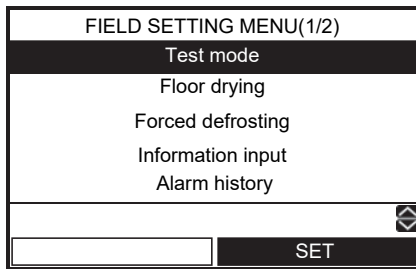 FIELD SETTING MENU(1/2)
Test mode
Floor drying
Forced defrosting
Information input
Alarm history
SET